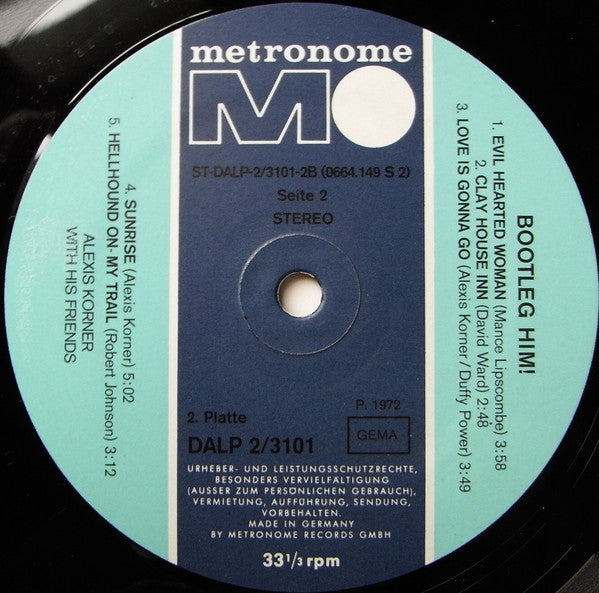 metronome
MO
ST-DALP-2/3101-2B (0664.149 S 2)
Seite 2
STEREO
BOOTLEG HIM!
1. EVIL HEARTED WOMAN (Mance Lipscombe) 3:58
2. CLAY HOUSE INN (David Ward) 2:48
3. LOVE IS GONNA GO (Alexis Korner/Duffy Power) 3:49
4. SUNRISE (Alexis Korner) 5:02
5. HELLHOUND ON MY TRAIL (Robert Johnson) 3:12
ALEXIS KORNER
WITH HIS FRIENDS
P. 1972
2. Platte
GEMA
DALP 2/3101
URHEBER- UND LEISTUNGSSCHUTZRECHTE,
BESONDERS VERVIELFALTIGUNG
(AUSSER ZUM PERSÖNLICHEN GEBRAUCH),
VERMIETUNG, AUFFÜHRUNG, SENDUNG,
VORBEHALTEN.
MADE IN GERMANY
BY METRONOME RECORDS GMBH
33 1/3 rpm